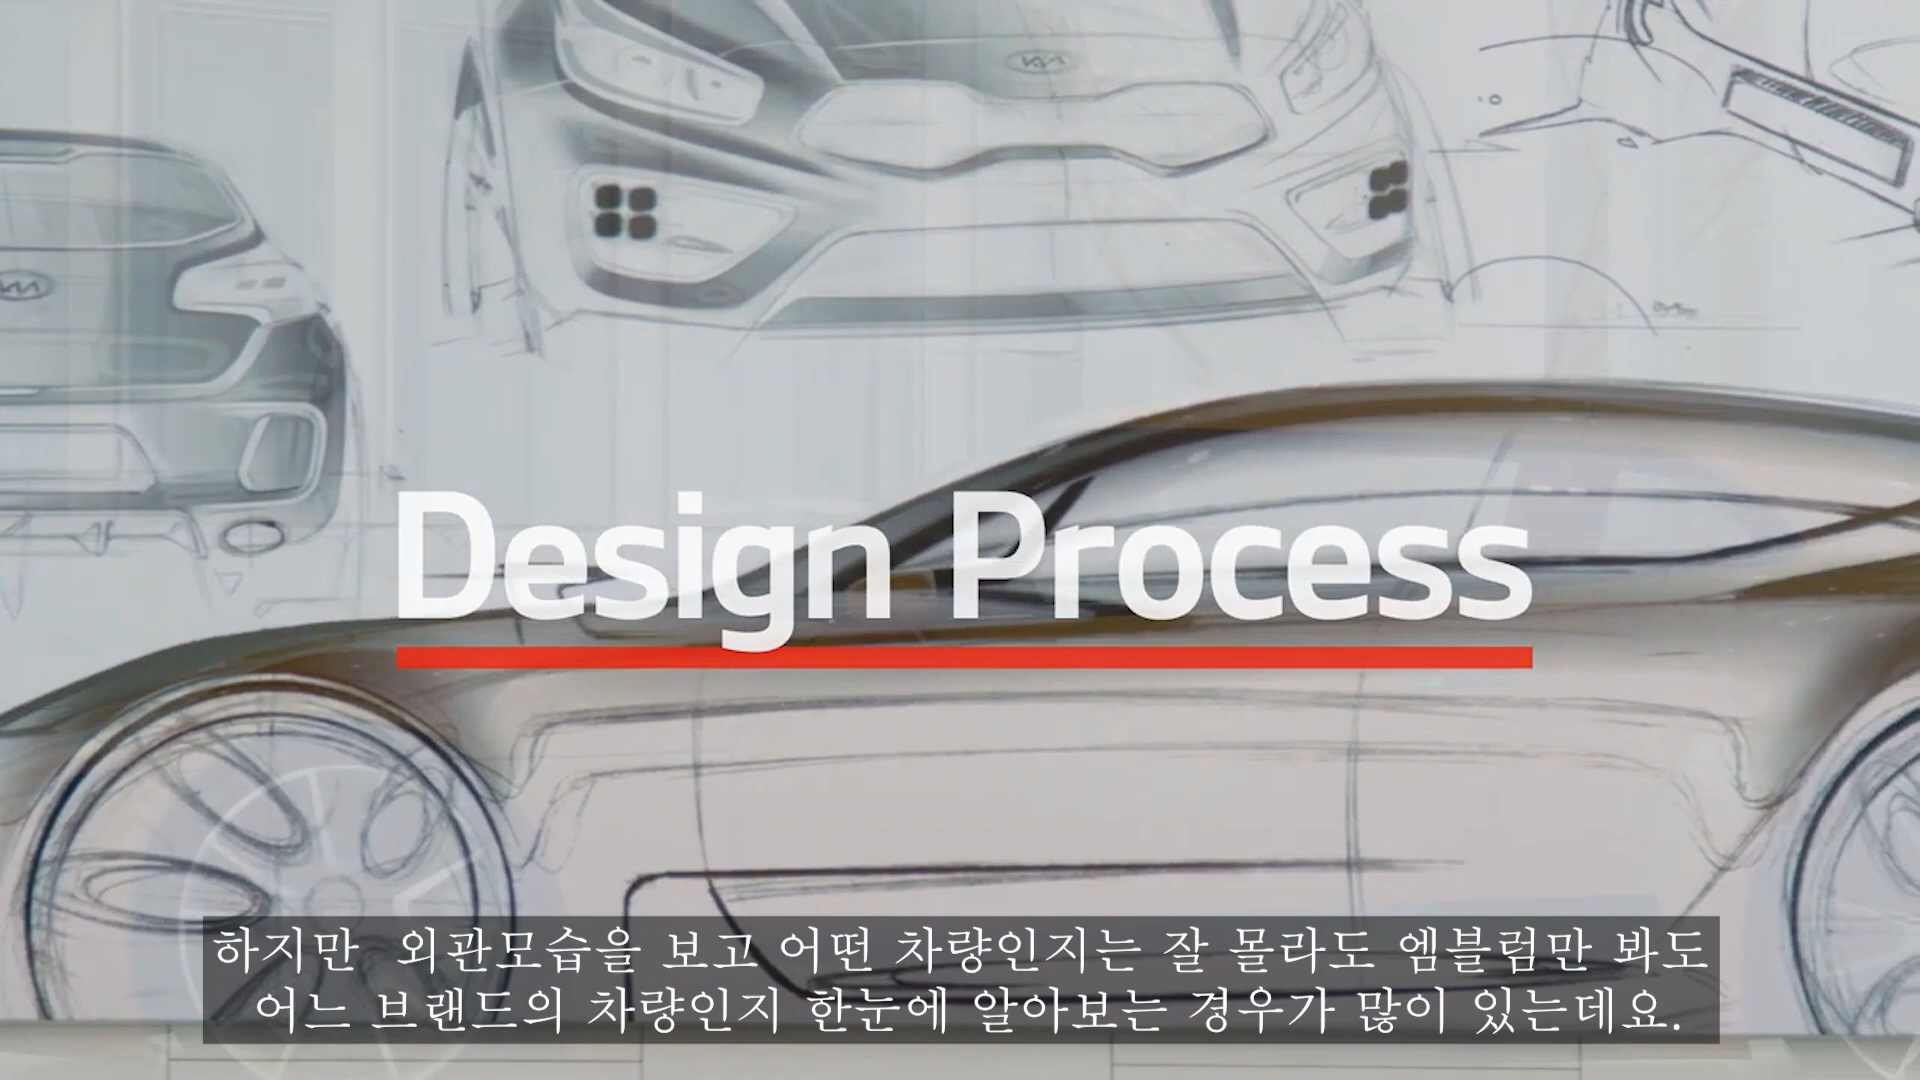 KIA
KIA
Design Process
하지만 외관모습을 보고 어떤 차량인지는 잘 몰라도 엠블럼만 봐도
어느 브랜드의 차량인지 한눈에 알아보는 경우가 많이 있는데요.